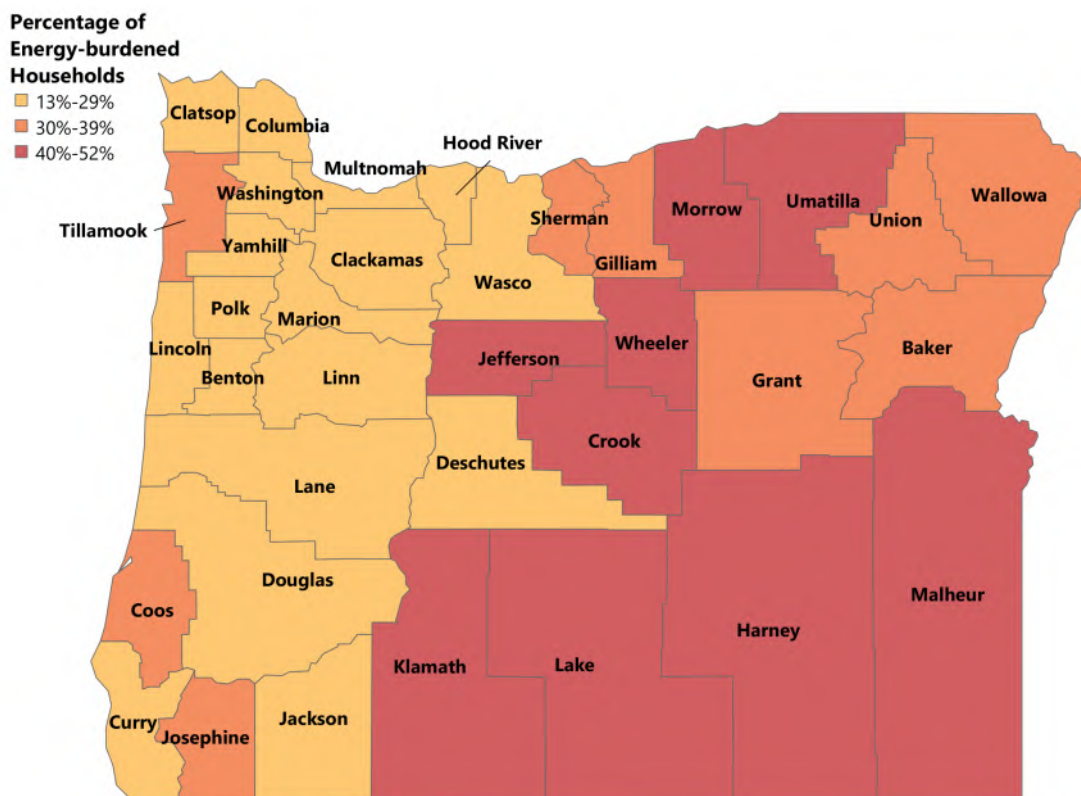 Percentage of
Energy-burdened
Households
13%-29%
30%-39%
40%-52%
Clatsop
Columbia
Hood River
Multnomah
Washington
Tillamook
Yamhill
Clackamas
Sherman
Gilliam
Morrow
Umatilla
Union
Wallowa
Wasco
Polk
Marion
Lincoln
Benton
Linn
Jefferson
Wheeler
Grant
Baker
Crook
Deschutes
Lane
Douglas
Coos
Klamath
Lake
Harney
Malheur
Curry
Josephine
Jackson